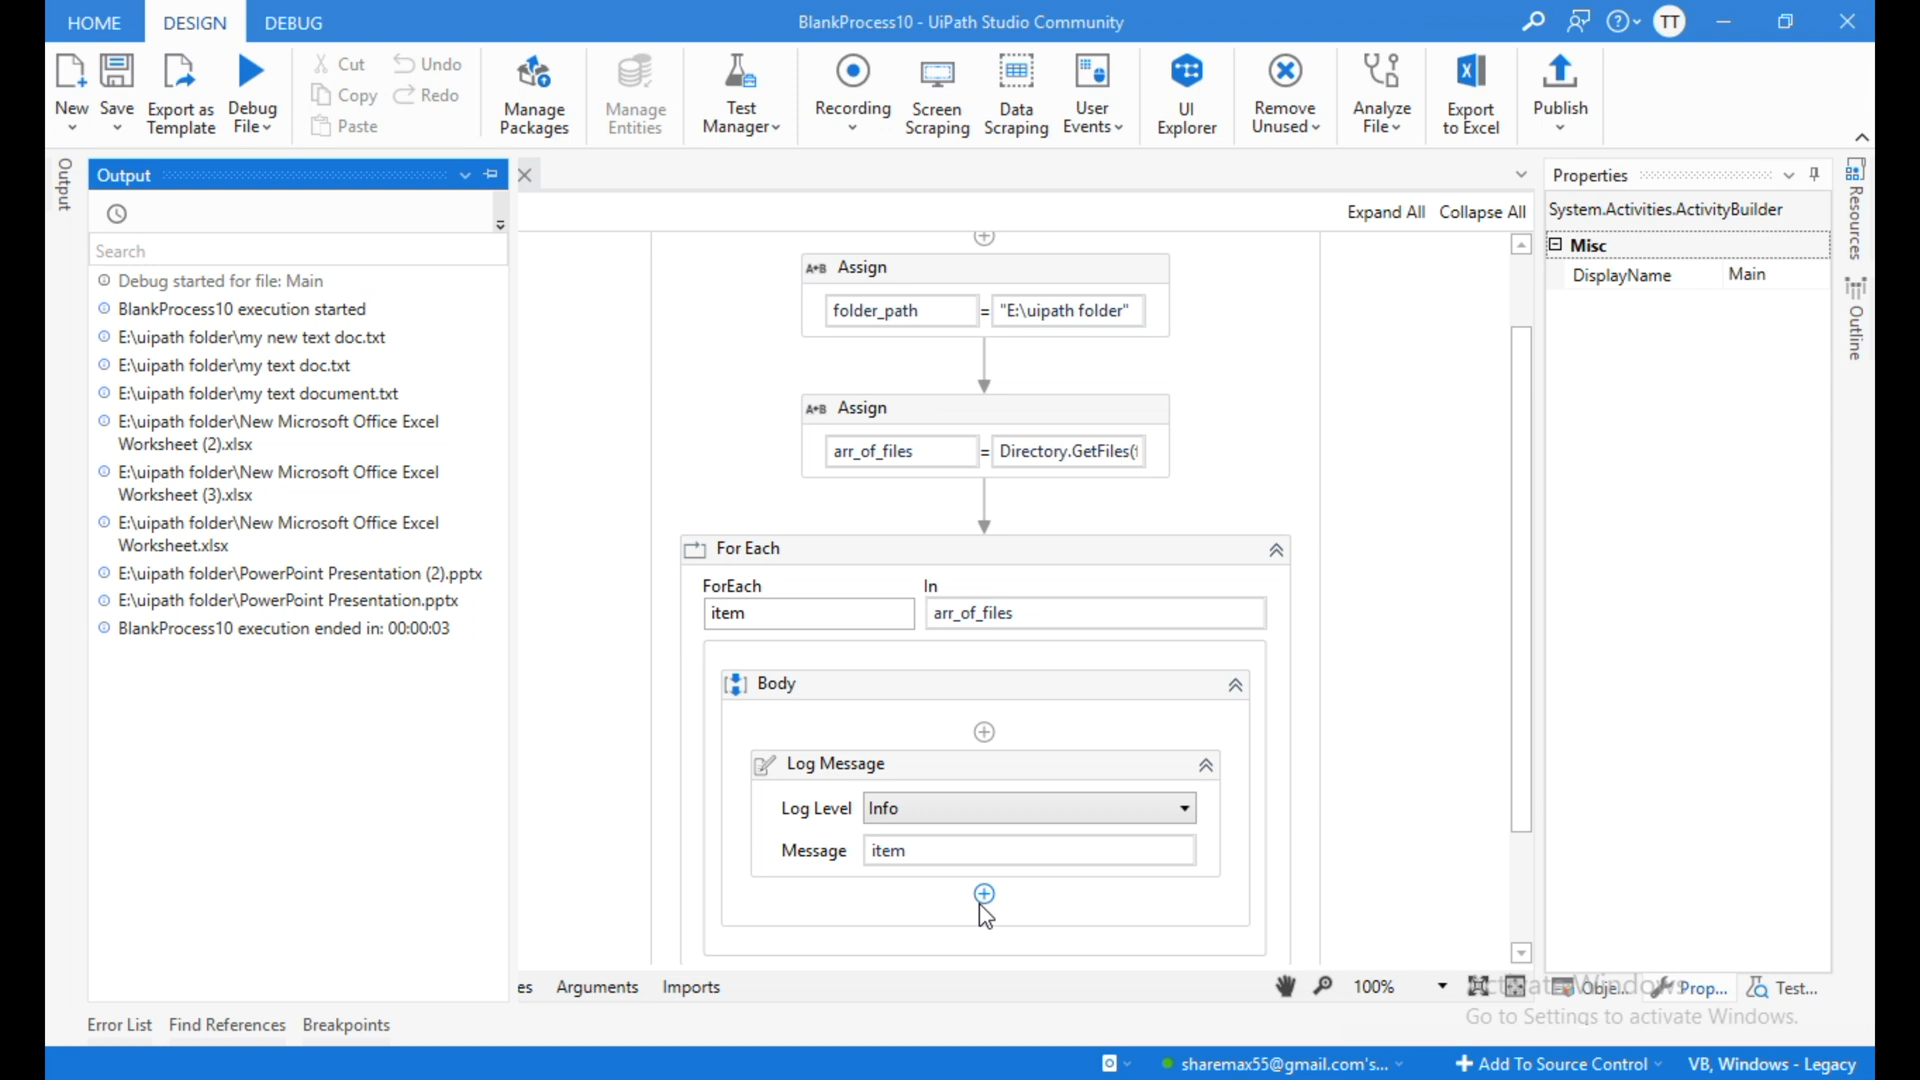 HOME DESIGN DEBUG BlankProcess10 - UiPath Studio Community TT
New Save Export as Template Debug File Cut Copy Paste Undo Redo Manage Packages Manage Entities Test Manager Recording Screen Scraping Data Scraping User Events UI Explorer Remove Unused Analyze File Export to Excel Publish
Output
Output
Search
Debug started for file: Main
BlankProcess10 execution started
E:\uipath folder\my new text doc.txt
E:\uipath folder\my text doc.txt
E:\uipath folder\my text document.txt
E:\uipath folder\New Microsoft Office Excel
Worksheet (2).xlsx
E:\uipath folder\New Microsoft Office Excel
Worksheet (3).xlsx
E:\uipath folder\New Microsoft Office Excel
Worksheet.xlsx
E:\uipath folder\PowerPoint Presentation (2).pptx
E:\uipath folder\PowerPoint Presentation.pptx
BlankProcess10 execution ended in: 00:00:03
Expand All Collapse All
A+B Assign
folder_path = "E:\uipath folder"
A+B Assign
arr_of_files = Directory.GetFiles(
For Each
ForEach In
item arr_of_files
Body
Log Message
Log Level Info
Message item
es Arguments Imports 100%
Properties
System.Activities.ActivityBuilder
Misc
DisplayName Main
Resources
Outline
Obje... Prop... Test...
Activate Windows
Go to Settings to activate Windows.
Error List Find References Breakpoints
sharemax55@gmail.com's... Add To Source Control VB, Windows - Legacy